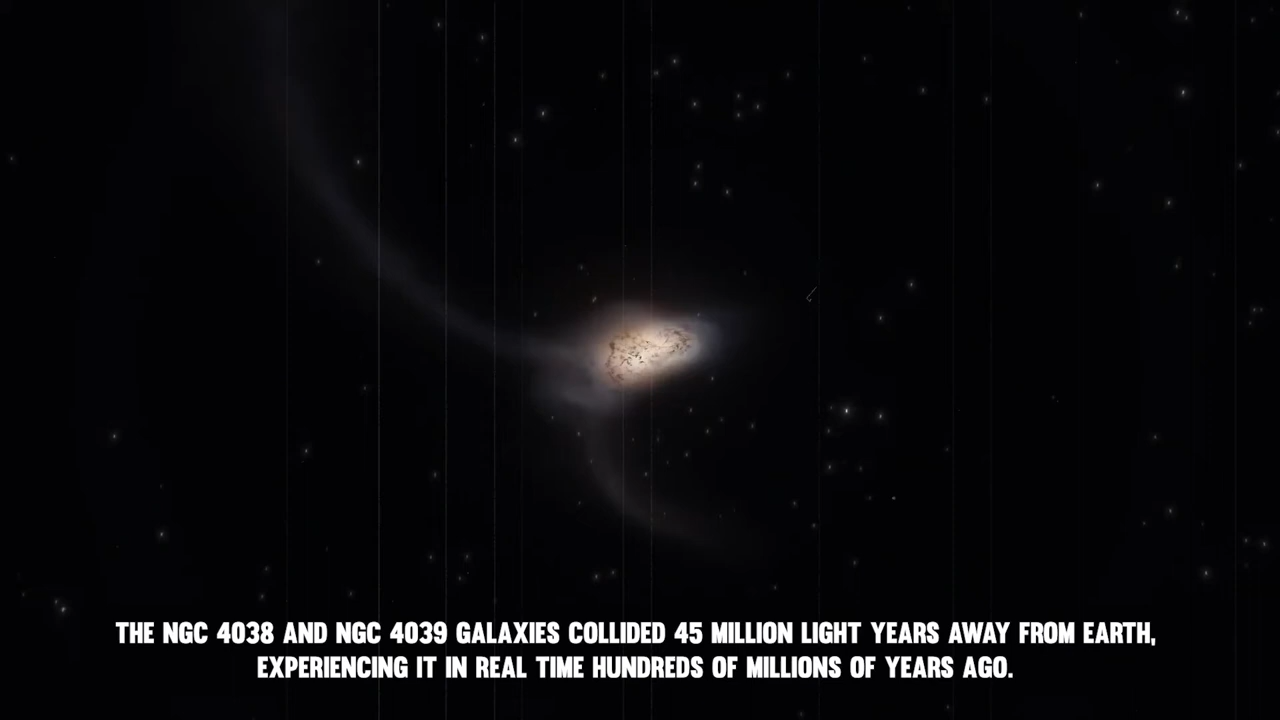 THE NGC 4038 AND NGC 4039 GALAXIES COLLIDED 45 MILLION LIGHT YEARS AWAY FROM EARTH,
EXPERIENCING IT IN REAL TIME HUNDREDS OF MILLIONS OF YEARS AGO.